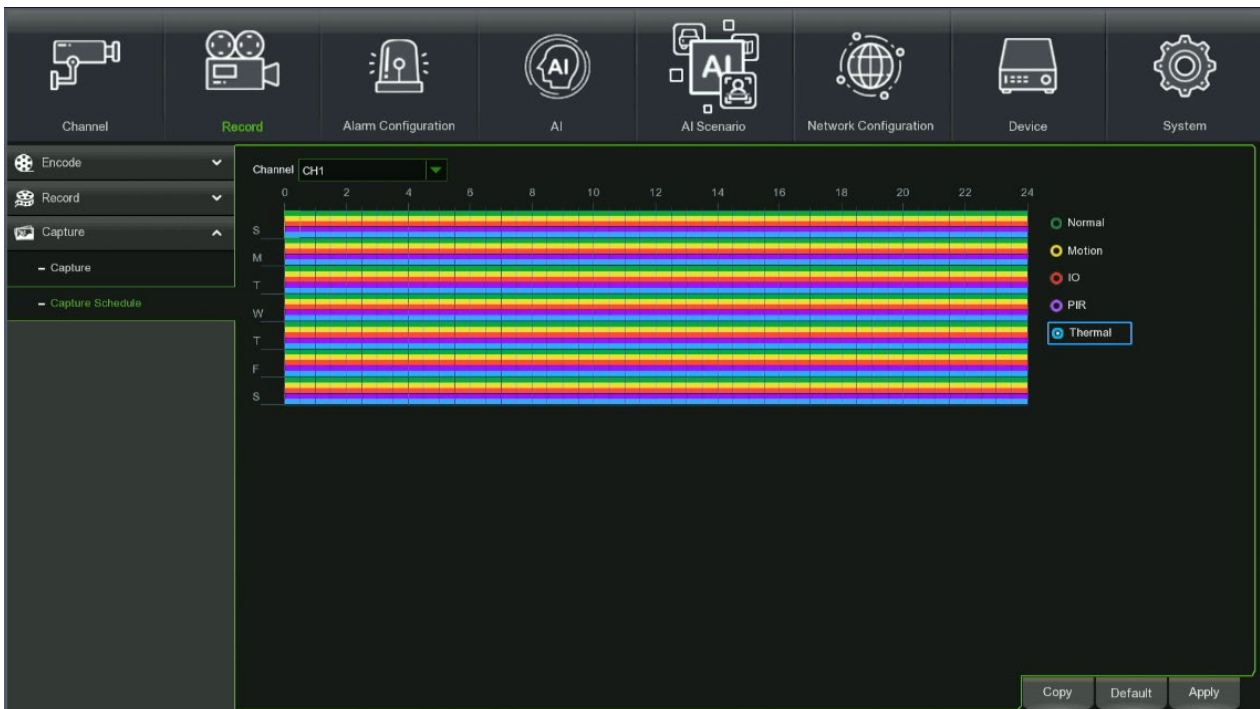 AI
AI
Channel Record Alarm Configuration AI AI Scenario Network Configuration Device System
Encode
Record
Capture
- Capture
- Capture Schedule
Channel CH1
0 2 4 6 8 10 12 14 16 18 20 22 24
S
M
T
W
T
F
S
Normal
Motion
IO
PIR
Thermal
Copy Default Apply